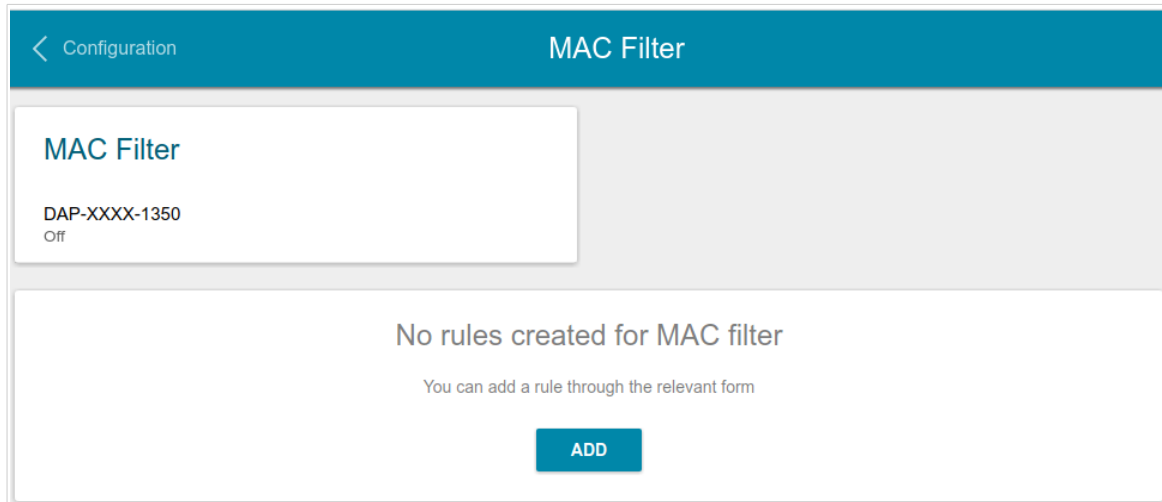 Configuration
MAC Filter
MAC Filter
DAP-XXXX-1350
Off
No rules created for MAC filter
You can add a rule through the relevant form
ADD